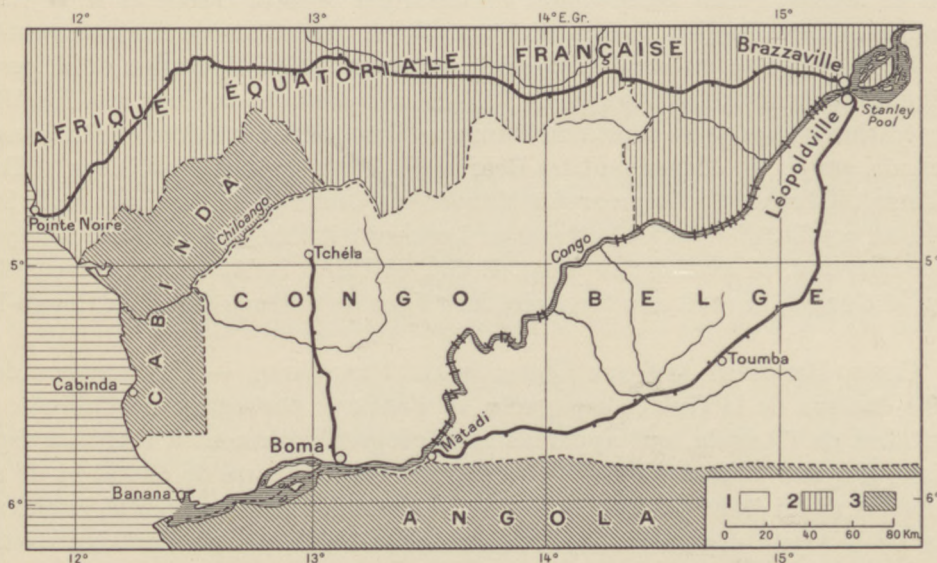 12° 13° 14° E. Gr. 15°
AFRIQUE ÉQUATORIALE FRANÇAISE
Brazzaville
Stanley
Pool
Léopoldville
Pointe Noire
CABINDA
Chiloango
Congo
Tchéla
5° 5°
CONGO BELGE
Toumba
Cabinda
Matadi
Boma
Banana
6° 6°
ANGOLA
1 2 3
0 20 40 60 80 Km.
12° 13° 14° 15°